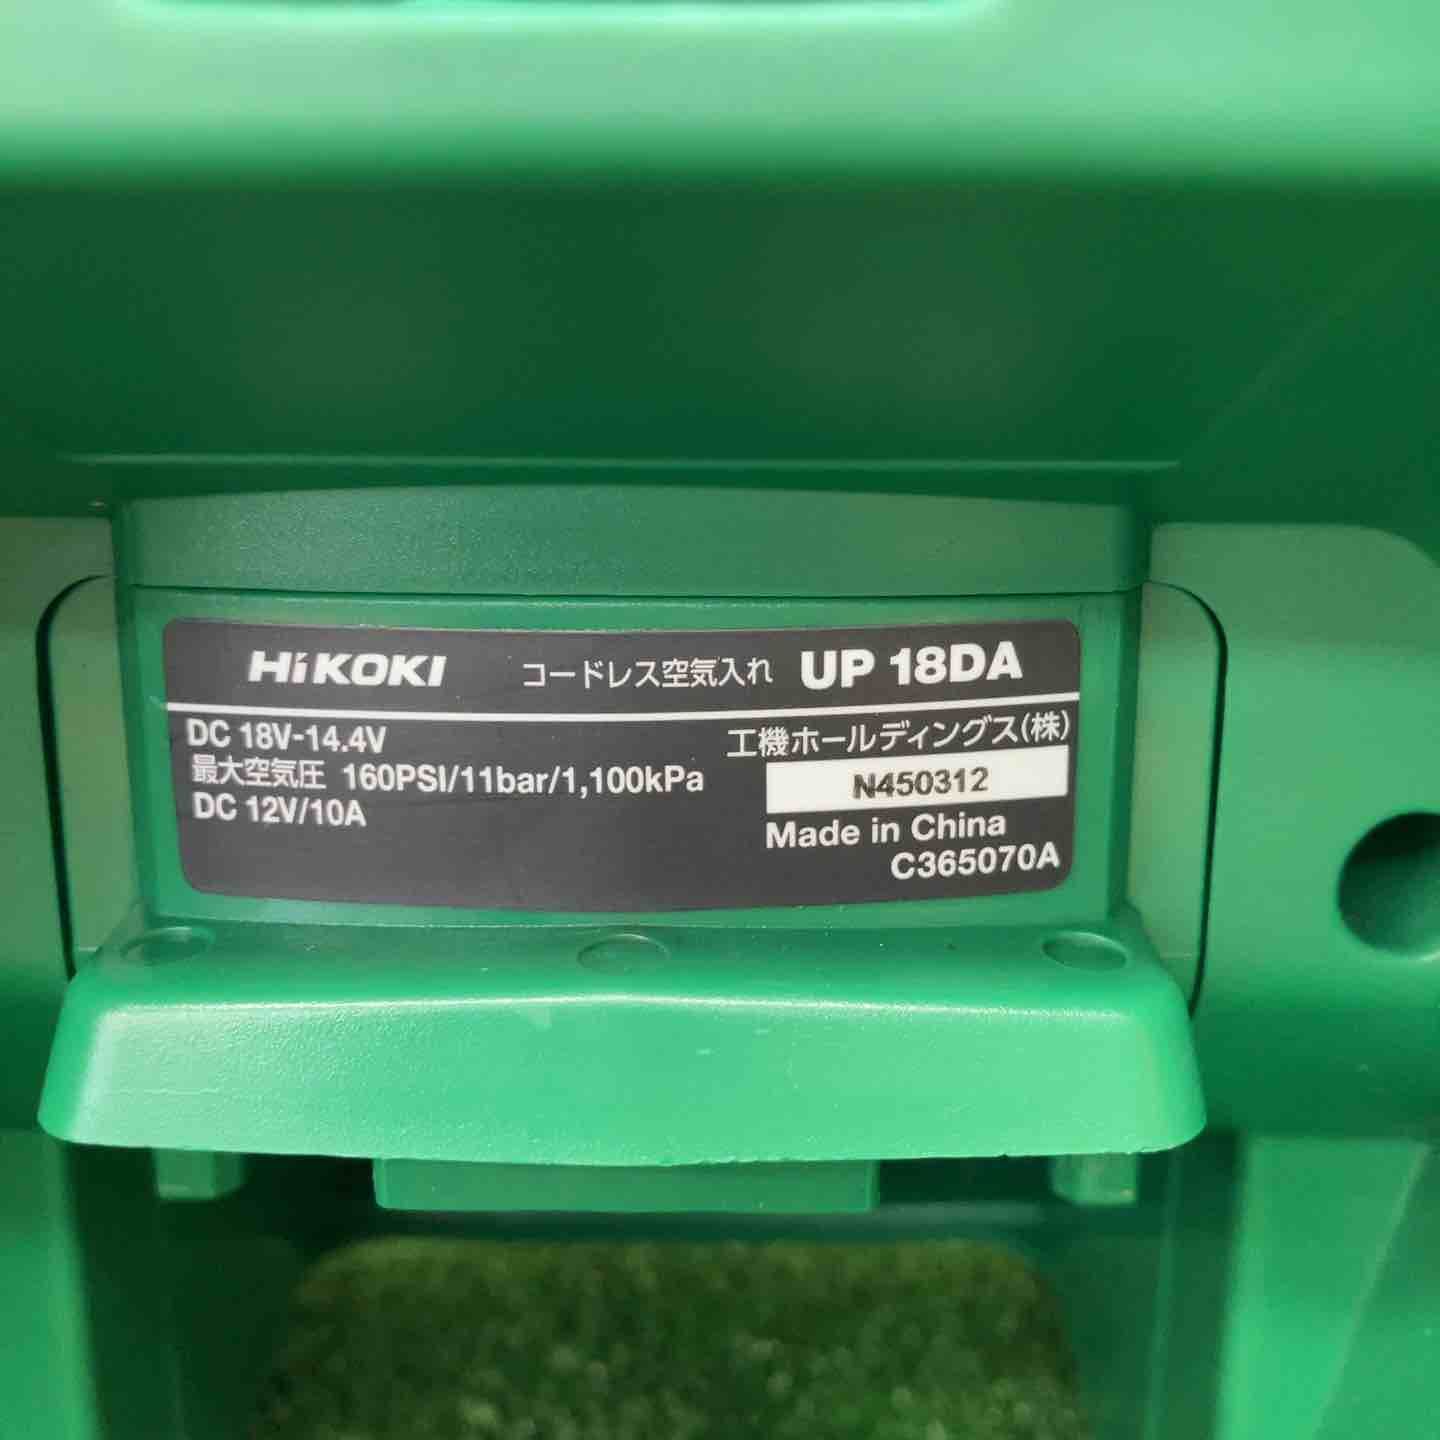 HiKOKI コードレス空気入れ UP 18DA
DC 18V-14.4V
最大空気圧 160PSI/11bar/1,100kPa
DC 12V/10A
工機ホールディングス(株)
N450312
Made in China
C365070A